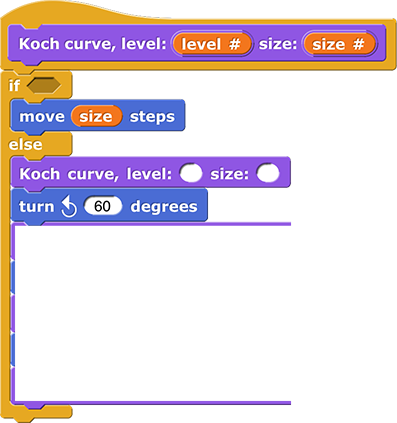 Koch curve, level: level # size: size #
if
move size steps
else
Koch curve, level: size:
turn 60 degrees